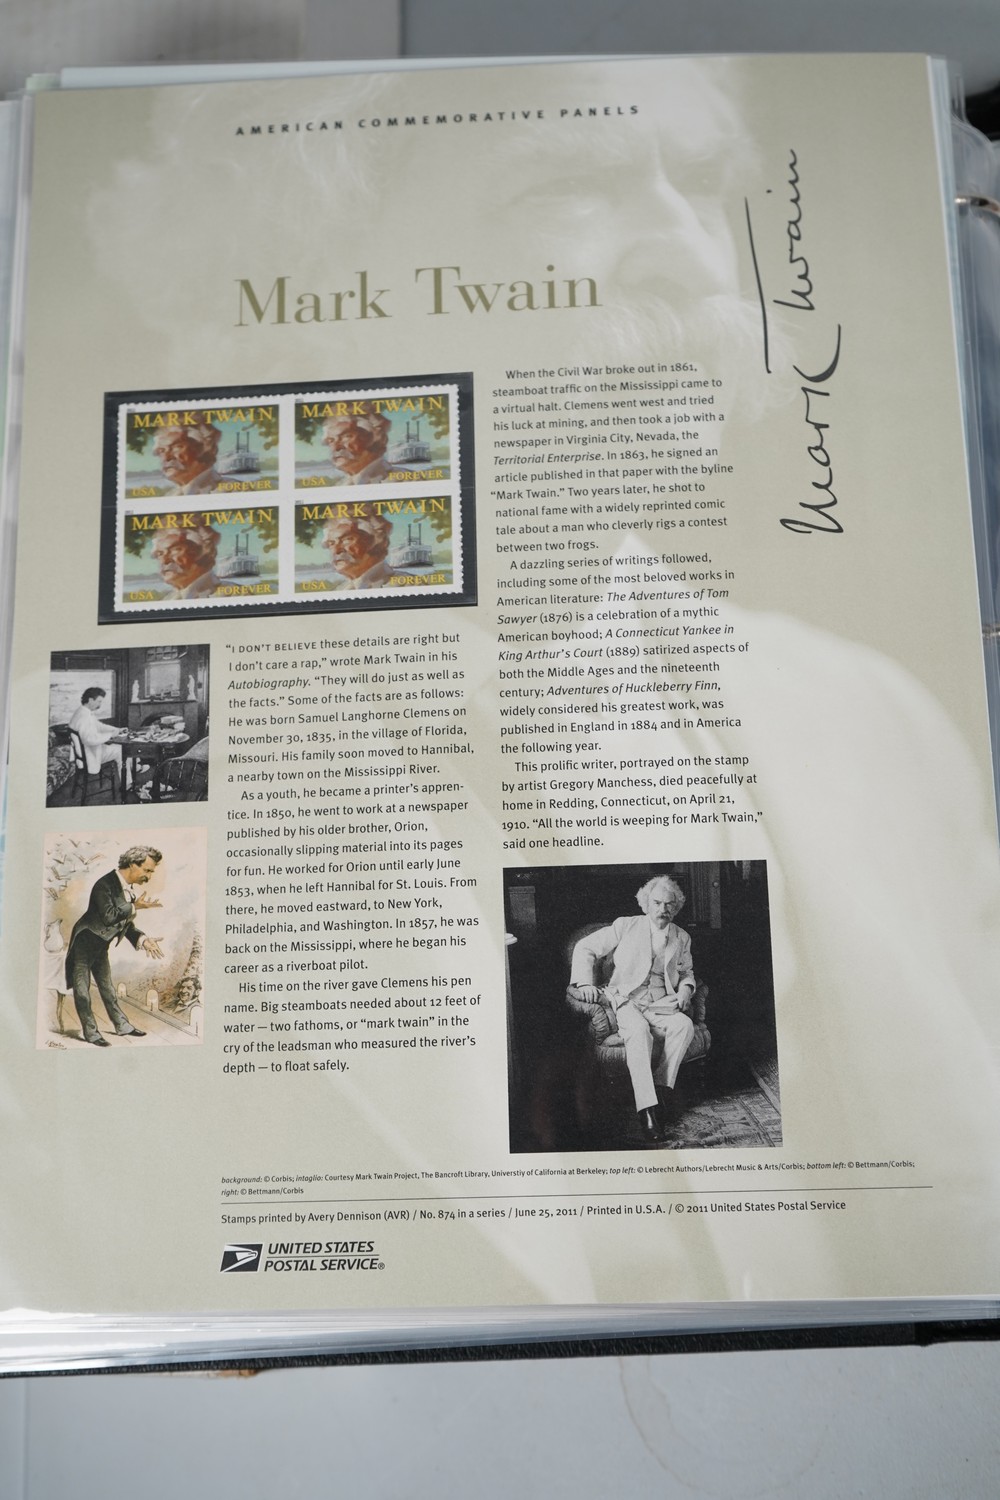 AMERICAN COMMEMORATIVE PANELS
Mark Twain
Mark Twain
MARK TWAIN
USA
FOREVER
MARK TWAIN
USA
FOREVER
MARK TWAIN
USA
FOREVER
MARK TWAIN
USA
FOREVER
“I DON’T BELIEVE these details are right but
I don’t care a rap,” wrote Mark Twain in his
Autobiography. “They will do just as well as
the facts.” Some of the facts are as follows:
He was born Samuel Langhorne Clemens on
November 30, 1835, in the village of Florida,
Missouri. His family soon moved to Hannibal,
a nearby town on the Mississippi River.
As a youth, he became a printer’s appren-
tice. In 1850, he went to work at a newspaper
published by his older brother, Orion,
occasionally slipping material into its pages
for fun. He worked for Orion until early June
1853, when he left Hannibal for St. Louis. From
there, he moved eastward, to New York,
Philadelphia, and Washington. In 1857, he was
back on the Mississippi, where he began his
career as a riverboat pilot.
His time on the river gave Clemens his pen
name. Big steamboats needed about 12 feet of
water — two fathoms, or “mark twain” in the
cry of the leadsman who measured the river’s
depth — to float safely.
When the Civil War broke out in 1861,
steamboat traffic on the Mississippi came to
a virtual halt. Clemens went west and tried
his luck at mining, and then took a job with a
newspaper in Virginia City, Nevada, the
Territorial Enterprise. In 1863, he signed an
article published in that paper with the byline
“Mark Twain.” Two years later, he shot to
national fame with a widely reprinted comic
tale about a man who cleverly rigs a contest
between two frogs.
A dazzling series of writings followed,
including some of the most beloved works in
American literature: The Adventures of Tom
Sawyer (1876) is a celebration of a mythic
American boyhood; A Connecticut Yankee in
King Arthur’s Court (1889) satirized aspects of
both the Middle Ages and the nineteenth
century; Adventures of Huckleberry Finn,
widely considered his greatest work, was
published in England in 1884 and in America
the following year.
This prolific writer, portrayed on the stamp
by artist Gregory Manchess, died peacefully at
home in Redding, Connecticut, on April 21,
1910. “All the world is weeping for Mark Twain,”
said one headline.
background: © Corbis; intaglio: Courtesy Mark Twain Project, The Bancroft Library, Universtiy of California at Berkeley; top left: © Lebrecht Authors/Lebrecht Music & Arts/Corbis; bottom left: © Bettmann/Corbis;
right: © Bettmann/Corbis
Stamps printed by Avery Dennison (AVR) / No. 874 in a series / June 25, 2011 / Printed in U.S.A. / © 2011 United States Postal Service
UNITED STATES
POSTAL SERVICE®